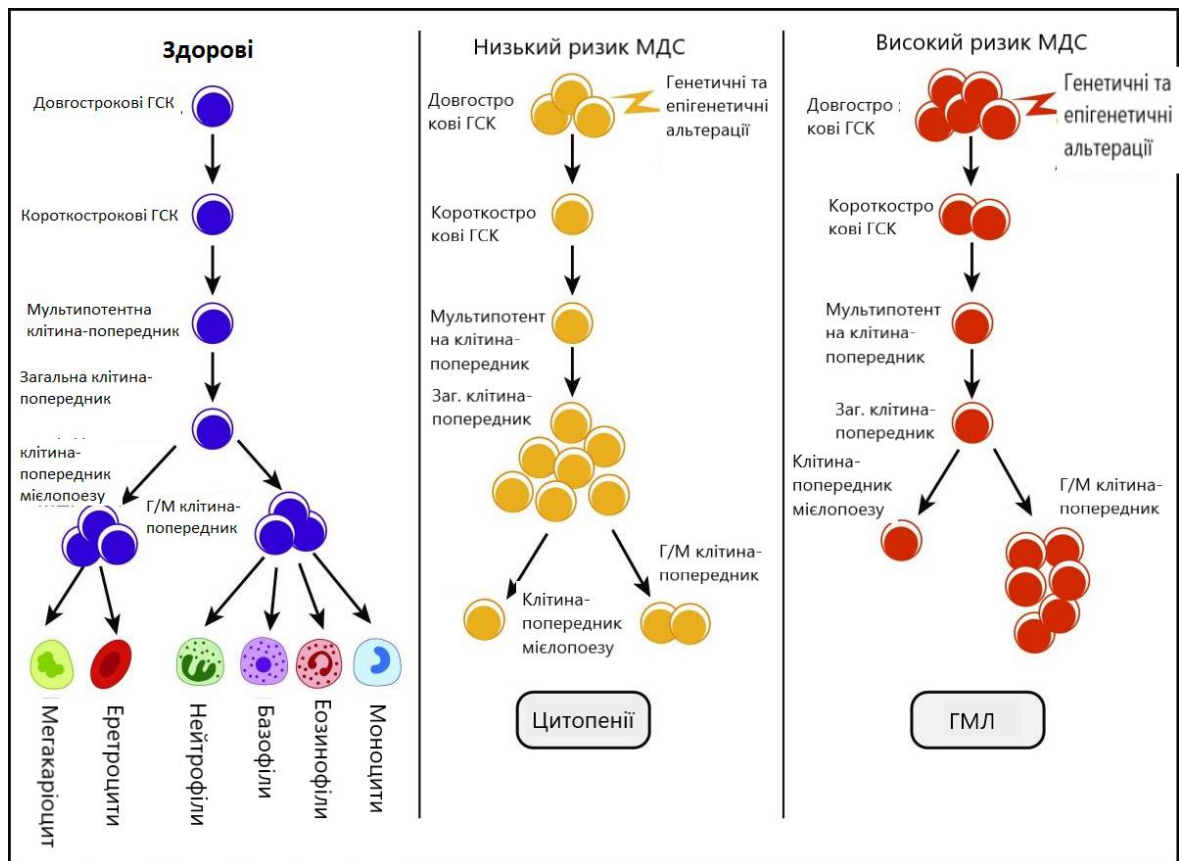 Здорові
Довгострокові ГСК
Короткострокові ГСК
Мультипотентна
клітина-попередник
Загальна клітина-
попередник
клітина-
попередник
мієлопоезу
Г/М клітина-
попередник
Мегакаріоцит
Еретроцити
Нейтрофіли
Базофіли
Еозинофіли
Моноцити
Низький ризик МДС
Довгостро
кові ГСК
Генетичні та
епігенетичні
альтерації
Короткостро
кові ГСК
Мультипотент
на клітина-
попередник
Заг. клітина-
попередник
Г/М клітина-
попередник
Клітина-
попередник
мієлопоезу
Цитопенії
Високий ризик МДС
Довгостро
кові ГСК
Генетичні та
епігенетичні
альтерації
Короткостро
кові ГСК
Мультипотент
на клітина-
попередник
Заг. клітина-
попередник
Клітина-
попередник
мієлопоезу
Г/М клітина-
попередник
ГМЛ